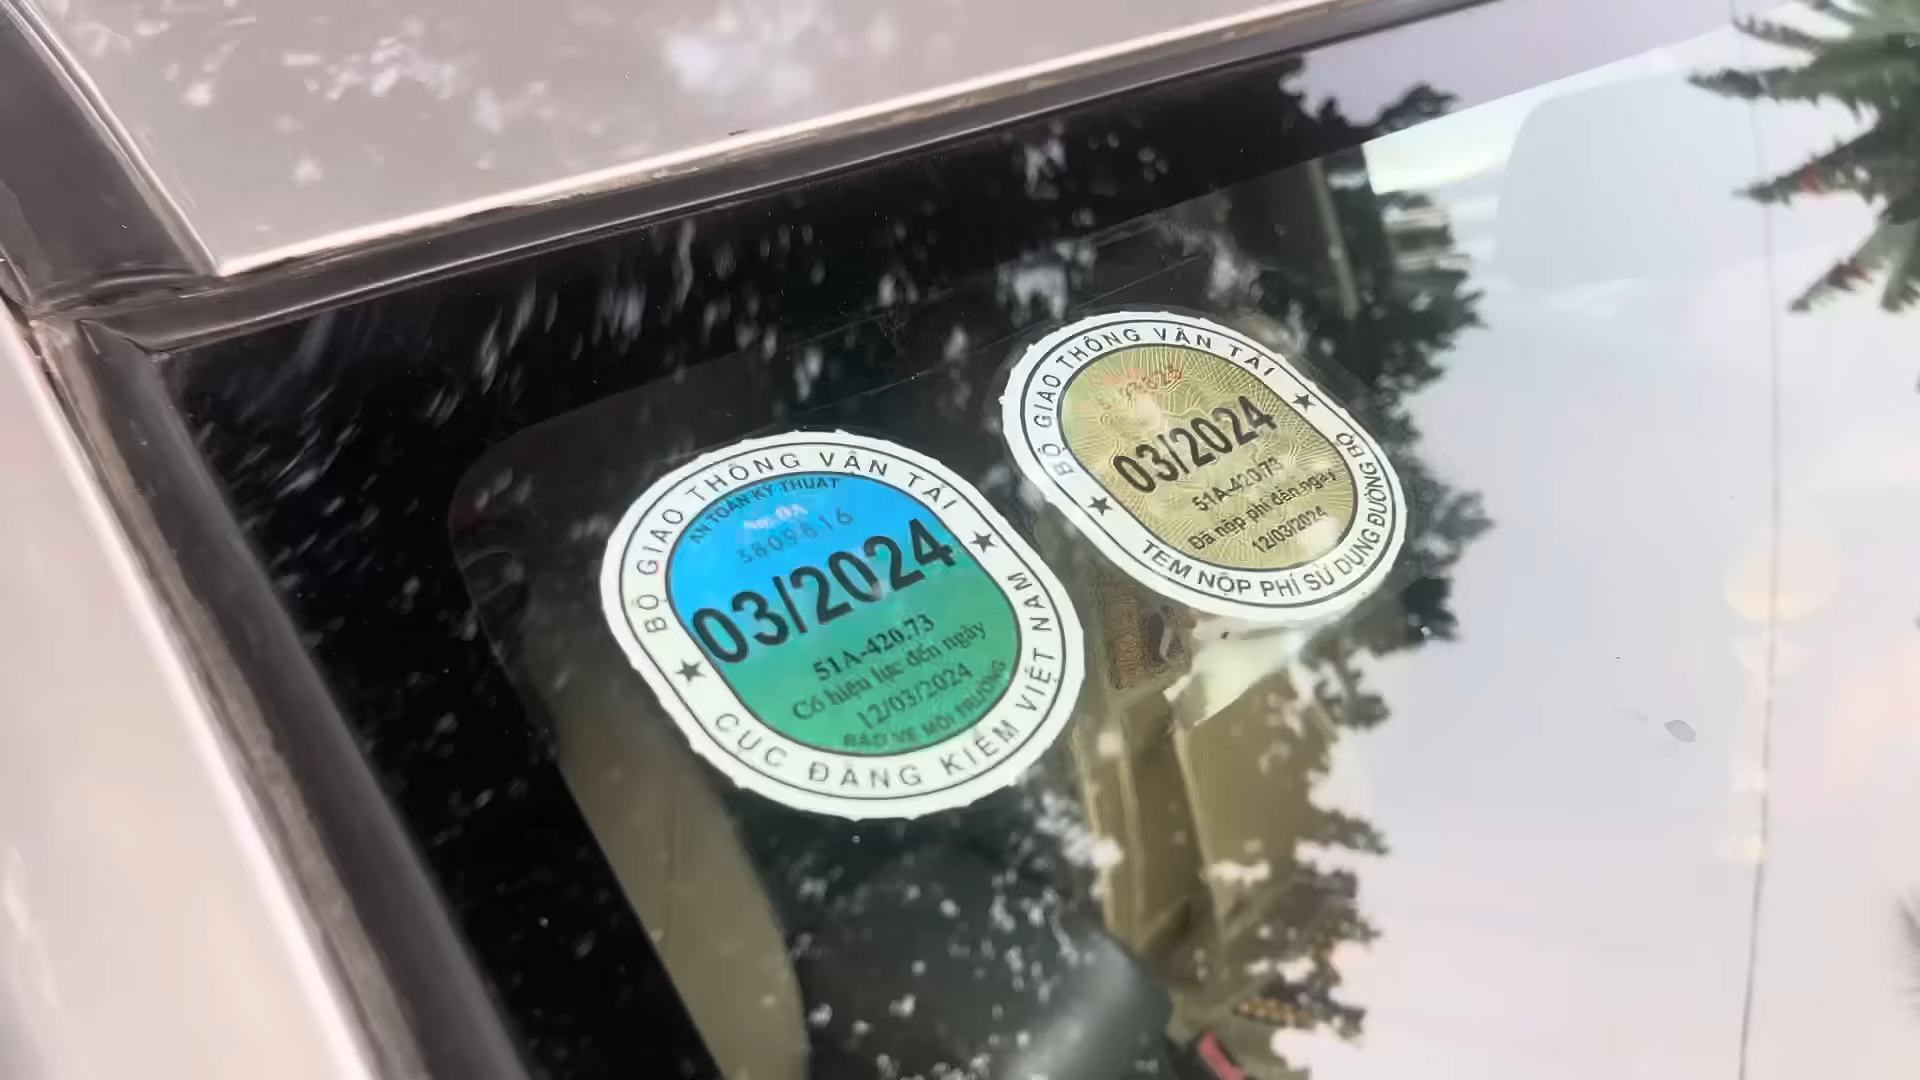 BỘ GIAO THÔNG VẬN TẢI
AN TOÀN KỸ THUẬT
3809816
03/2024
51A-420.73
Có hiệu lực đến ngày
12/03/2024
BẢO VỆ MÔI TRƯỜNG
CỤC ĐĂNG KIỂM VIỆT NAM
BỘ GIAO THÔNG VẬN TẢI
03/2024
51A-420.73
Đã nộp phí đến ngày
12/03/2024
TEM NỘP PHÍ SỬ DỤNG ĐƯỜNG BỘ